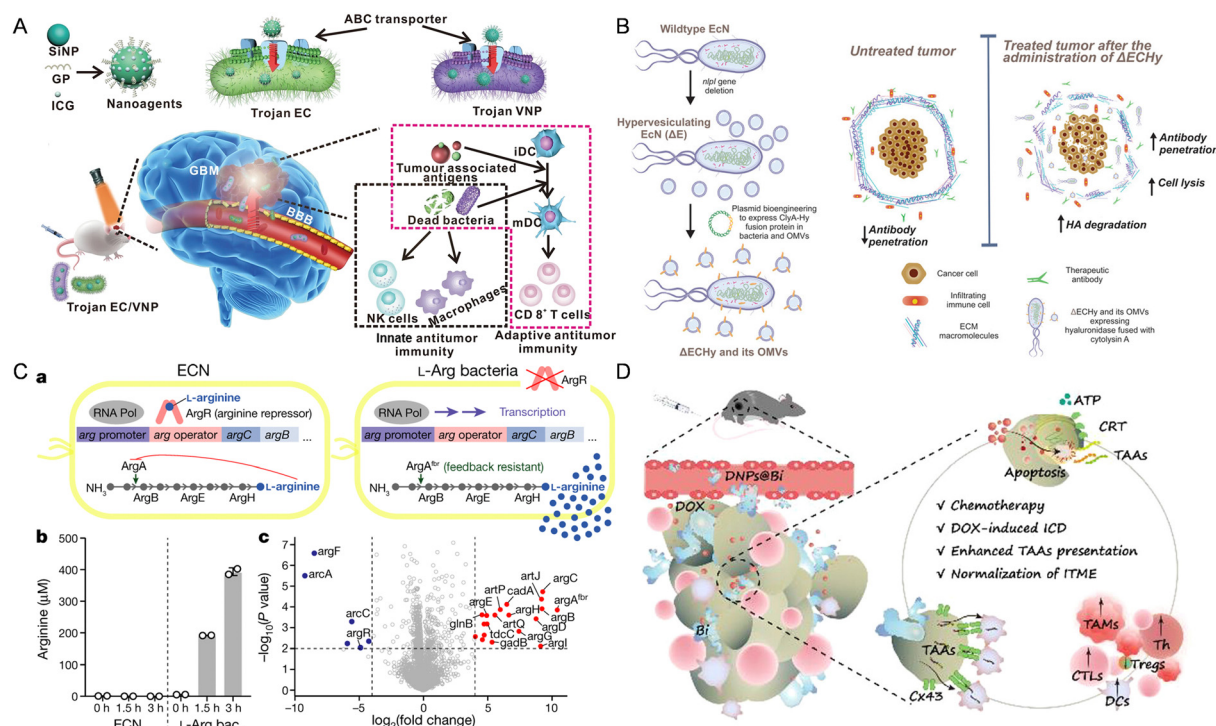 A
SiNP
GP
ICG
Nanoagents
ABC transporter
Trojan EC
Trojan VNP
GBM
BBB
Trojan EC/VNP
Tumour associated
antigens
Dead bacteria
iDC
mDC
NK cells
Macrophages
CD 8⁺ T cells
Innate antitumor
immunity
Adaptive antitumor
immunity
B
Wildtype EcN
nlpI gene
deletion
Hypervesiculating
EcN (ΔE)
Plasmid bioengineering
to express ClyA-Hy
fusion protein in
bacteria and OMVs
ΔECHy and its OMVs
Untreated tumor
Treated tumor after the
administration of ΔECHy
Antibody
penetration
Antibody
penetration
Cell lysis
HA degradation
Cancer cell
Infiltrating
immune cell
ECM
macromolecules
Therapeutic
antibody
ΔECHy and its OMVs
expressing
hyaluronidase fused with
cytolysin A
C
a
ECN
RNA Pol
L-arginine
ArgR (arginine repressor)
arg promoter arg operator argC argB ...
ArgA
NH3 ArgB ArgE ArgH L-arginine
L-Arg bacteria
ArgR
RNA Pol
Transcription
arg promoter arg operator argC argB ...
ArgAfbr (feedback resistant)
NH3 ArgB ArgE ArgH L-arginine
b
Arginine (μM)
500
400
300
200
100
0
0 h 1.5 h 3 h 0 h 1.5 h 3 h
ECN L-Arg bac.
c
−log10(P value)
7
6
5
4
3
2
1
0
argF
arcA
arcC
argR
argE
glnB
artP
cadA
artJ
argC
argAfbr
argH
argB
artQ
argD
tdcC
argG
gadB
argI
−10 −5 0 5 10
log2(fold change)
D
DNPs@Bi
DOX
Bi
ATP
CRT
TAAs
Apoptosis
√ Chemotherapy
√ DOX-induced ICD
√ Enhanced TAAs presentation
√ Normalization of ITME
TAAs
Cx43
TAMs
Th
Tregs
CTLs
DCs